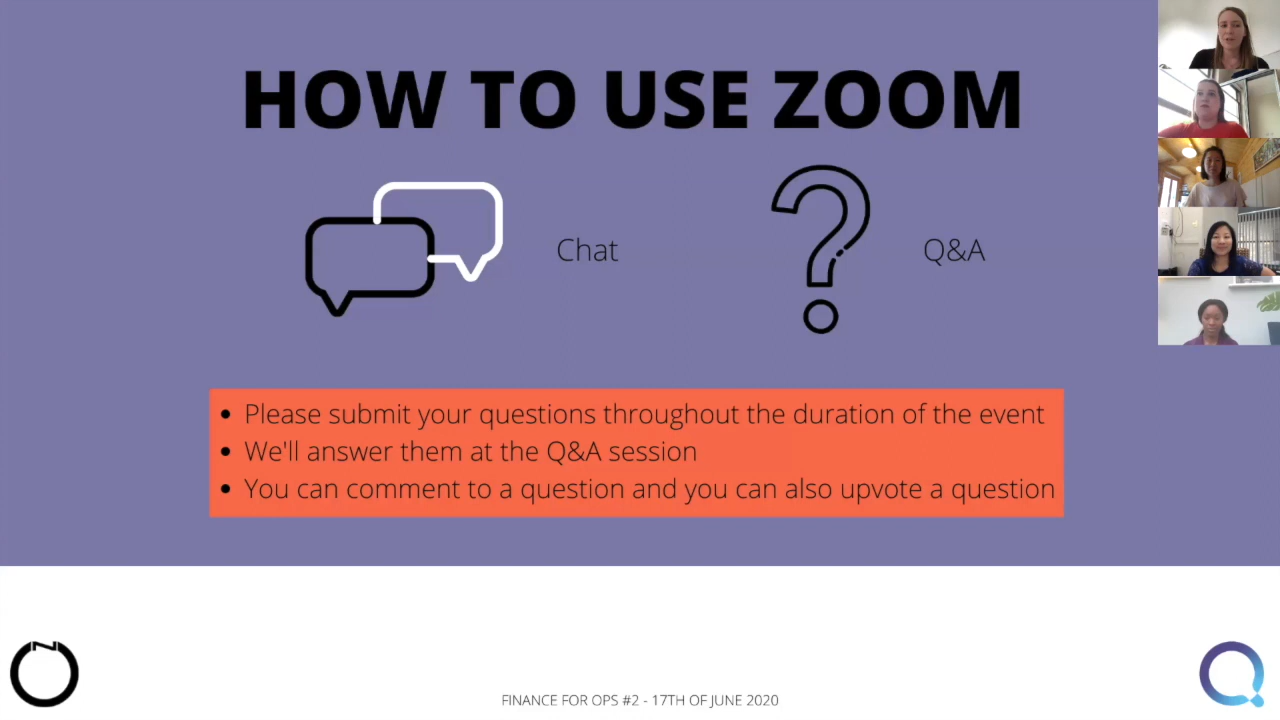 HOW TO USE ZOOM
Chat
Q&A
Please submit your questions throughout the duration of the event
We'll answer them at the Q&A session
You can comment to a question and you can also upvote a question
FINANCE FOR OPS #2 - 17TH OF JUNE 2020